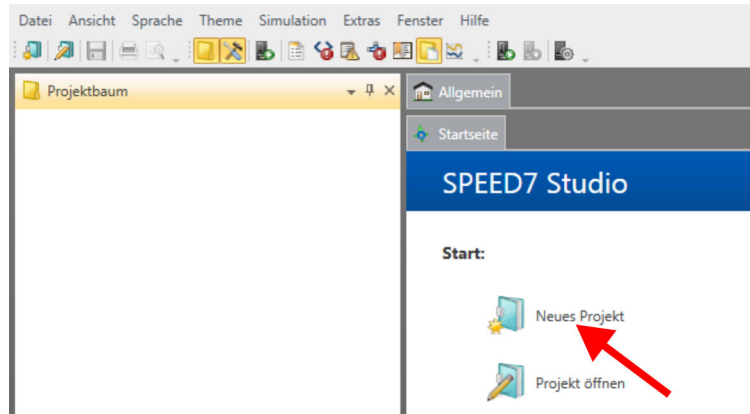 Datei Ansicht Sprache Theme Simulation Extras Fenster Hilfe
Projektbaum
Allgemein
Startseite
SPEED7 Studio
Start:
Neues Projekt
Projekt öffnen